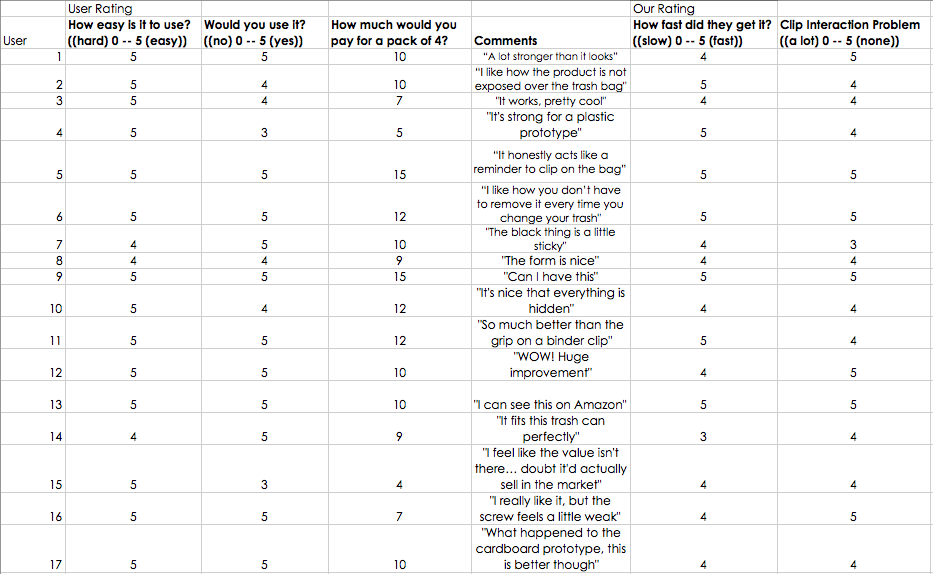 User Rating Our Rating
How easy is it to use? Would you use it? How much would you How fast did they get it? Clip Interaction Problem
User ((hard) 0 -- 5 (easy)) ((no) 0 -- 5 (yes)) pay for a pack of 4? Comments ((slow) 0 -- 5 (fast)) ((a lot) 0 -- 5 (none))
1 5 5 10 "A lot stronger than it looks" 4 5
"I like how the product is not
2 5 4 10 exposed over the trash bag" 5 4
3 5 4 7 "It works, pretty cool" 4 4
"It's strong for a plastic
4 5 3 5 prototype" 5 4
"It honestly acts like a
5 5 5 15 reminder to clip on the bag" 5 5
"I like how you don't have
to remove it every time you
6 5 5 12 change your trash" 5 5
"The black thing is a little
7 4 5 10 sticky" 4 3
8 4 4 9 "The form is nice" 4 4
9 5 5 15 "Can I have this" 5 5
"It's nice that everything is
10 5 4 12 hidden" 4 4
"So much better than the
11 5 5 12 grip on a binder clip" 5 4
"WOW! Huge
12 5 5 10 improvement" 4 5
13 5 5 10 "I can see this on Amazon" 5 5
"It fits this trash can
14 4 5 9 perfectly" 3 4
"I feel like the value isn't
there... doubt it'd actually
15 5 3 4 sell in the market" 4 4
"I really like it, but the
16 5 5 7 screw feels a little weak" 4 5
"What happened to the
cardboard prototype, this
17 5 5 10 is better though" 4 4